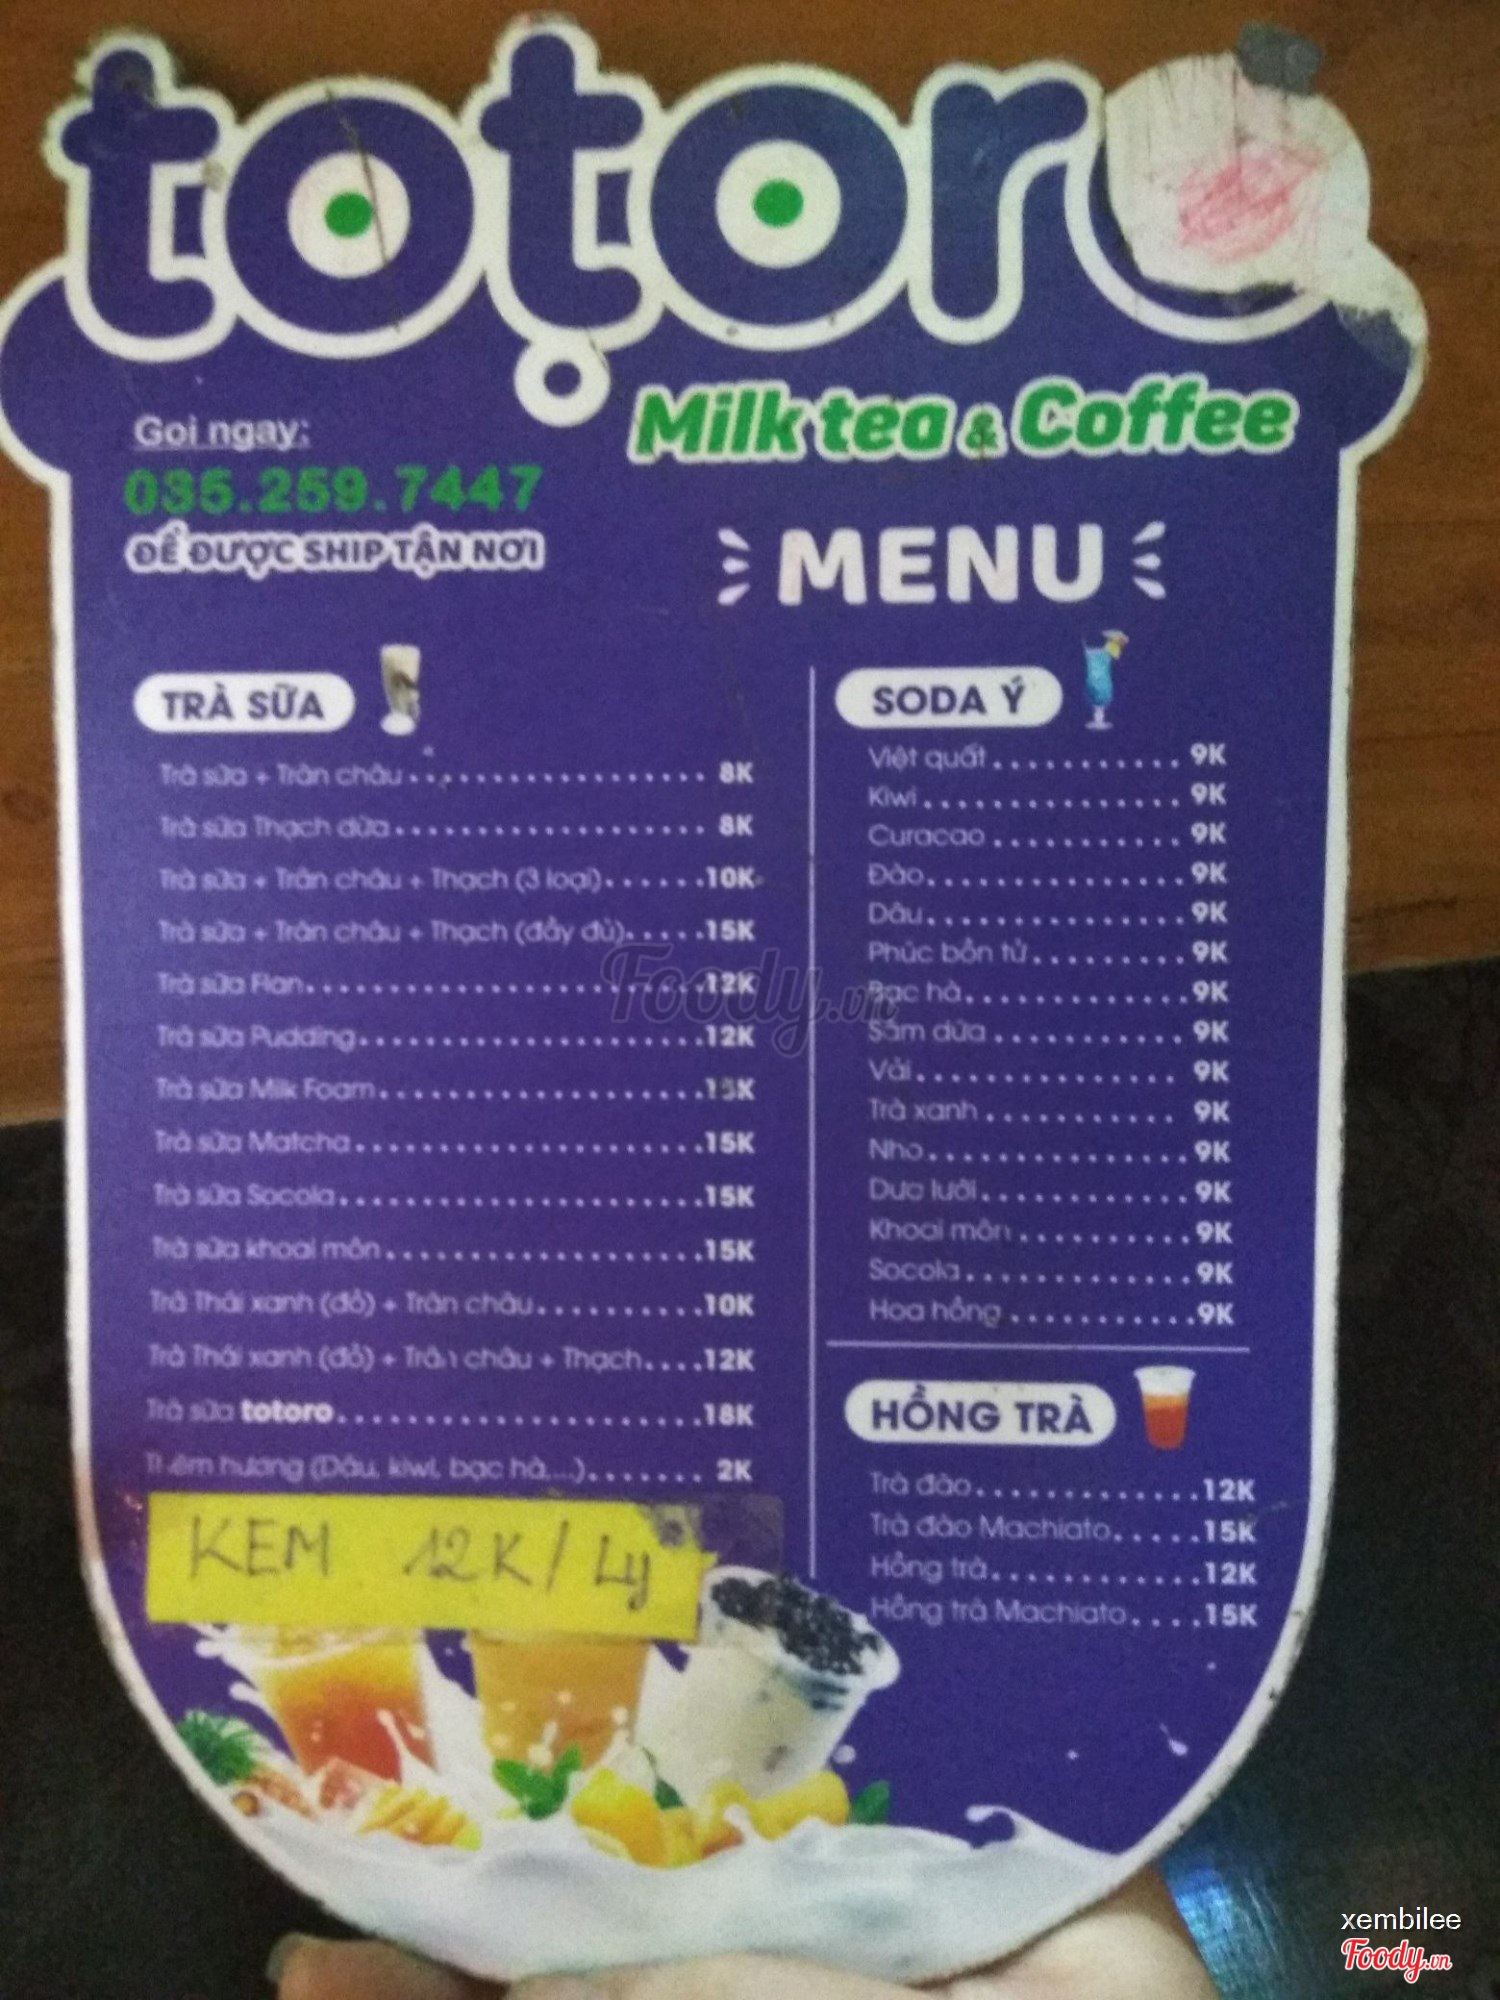 totoro
Milk tea & Coffee
Gọi ngay:
035.259.7447
ĐỂ ĐƯỢC SHIP TẬN NƠI
MENU
TRÀ SỮA
Trà sữa + Trân châu 8K
Trà sữa Thạch dừa 8K
Trà sữa + Trân châu + Thạch (3 loại) 10K
Trà sữa + Trân châu + Thạch (đầy đủ) 15K
Trà sữa Flan 12K
Trà sữa Pudding 12K
Trà sữa Milk Foam
Trà sữa Matcha 15K
Trà sữa Socola 15K
Trà sữa khoai môn 15K
Trà Thái xanh (đỏ) + Trân châu 10K
Trà Thái xanh (đỏ) + Trân châu + Thạch 12K
Trà sữa totoro 18K
Thêm hương (Dâu, kiwi, bạc hà,...) 2K
KEM 12K/Ly
SODA Ý
Việt quất 9K
Kiwi 9K
Curacao 9K
Đào 9K
Dâu 9K
Phúc bồn tử 9K
Bạc hà 9K
Sầm dứa 9K
Vải 9K
Trà xanh 9K
Nho 9K
Dưa lưới 9K
Khoai môn 9K
Socola 9K
Hoa hồng 9K
HỒNG TRÀ
Trà đào 12K
Trà đào Machiato 15K
Hồng trà 12K
Hồng trà Machiato 15K
Foody.vn
xembilee
Foody.vn